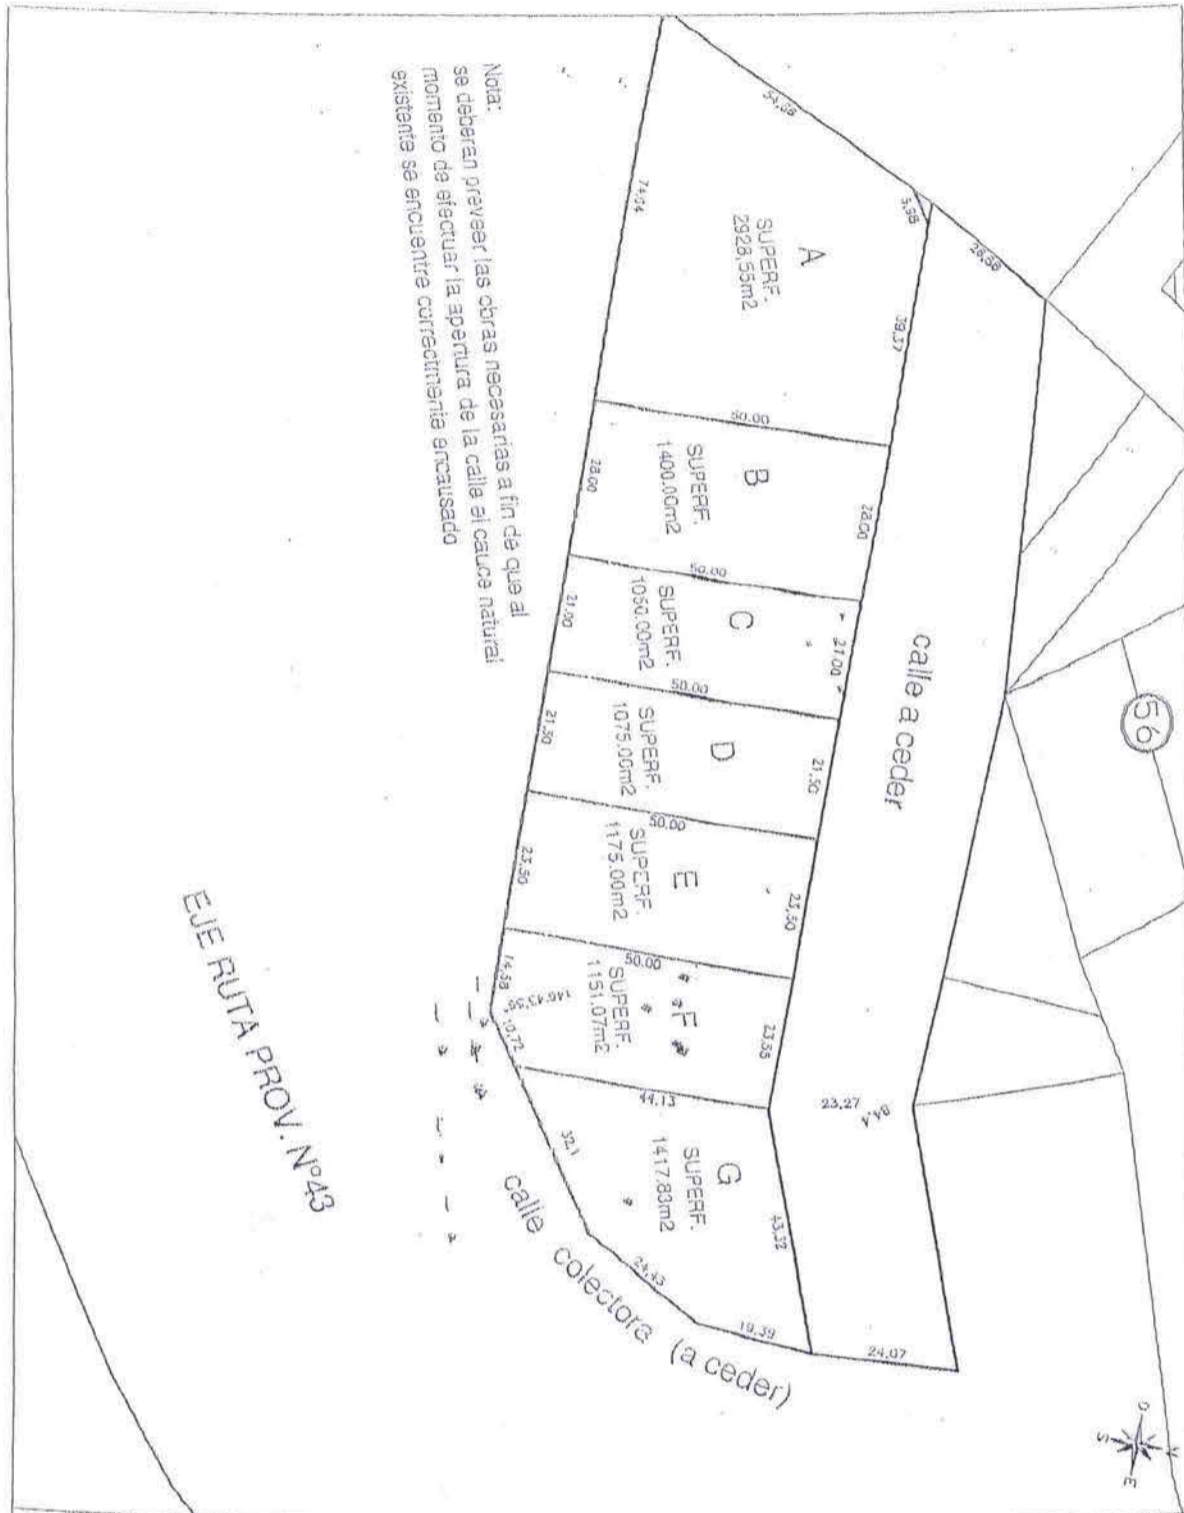 Nota:
se deberan preveer las obras necesarias a fin de que al
momento de efectuar la apertura de la calle el cauce natural
existente se encuentre correctmente encausado
54,66
5.98
26,58
74,04
A
SUPERF.
2928,55m2
39,37
50.00
28.00
B
SUPERF.
1400.00m2
28.00
50.00
21.00
C
SUPERF.
1050.00m2
21.00
50.00
21,50
D
SUPERF.
1075.00m2
21,50
50.00
23,50
E
SUPERF.
1175.00m2
23,50
50.00
14,58
10,72
F
SUPERF.
1151.07m2
23,55
44,13
32,1
G
SUPERF.
1417.83m2
43,32
24,43
19,39
24,07
23,27
calle a ceder
56
EJE RUTA PROV. Nº43
calle colectora (a ceder)
N
O
S
E